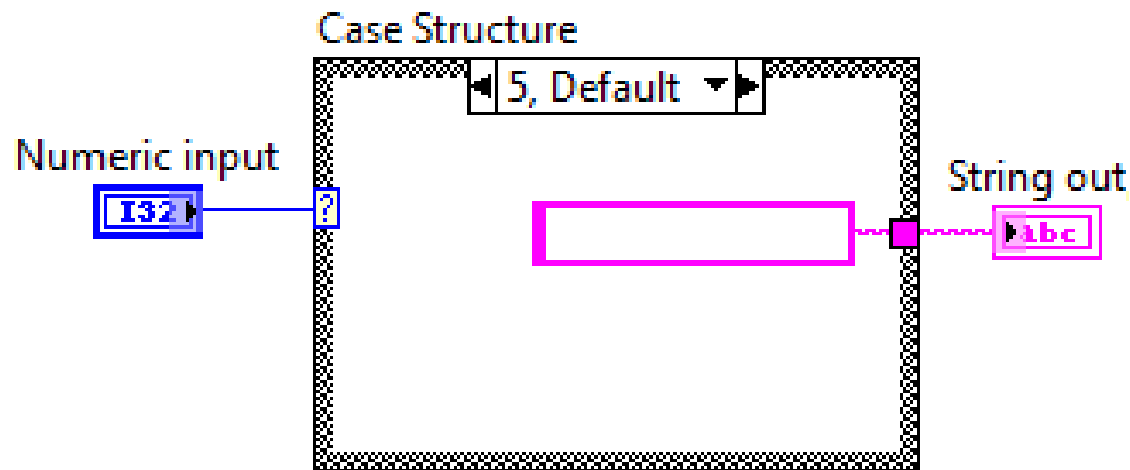 Case Structure
5, Default
Numeric input
I32
?
String out
abc